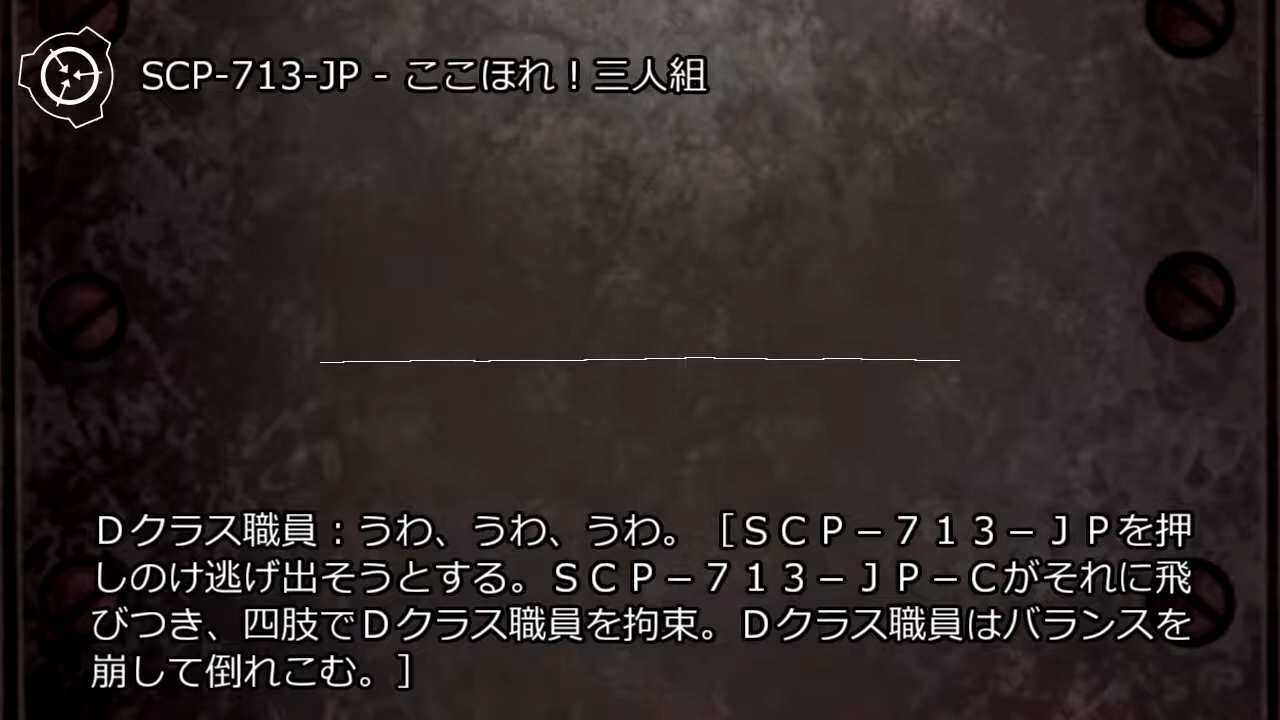 SCP-713-JP - ここほれ！三人組
Ｄクラス職員：うわ、うわ、うわ。［ＳＣＰ－７１３－ＪＰを押
しのけ逃げ出そうとする。ＳＣＰ－７１３－ＪＰ－Ｃがそれに飛
びつき、四肢でＤクラス職員を拘束。Ｄクラス職員はバランスを
崩して倒れこむ。］